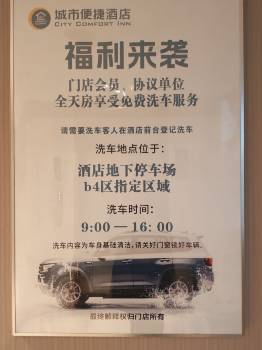 城市便捷酒店
CITY COMFORT INN
福利来袭
门店会员、协议单位
全天房享受免费洗车服务
请需要洗车客人在酒店前台登记洗车
洗车地点位于:
酒店地下停车场
b4区指定区域
洗车时间:
9:00—16:00
洗车内容为车身基础清洁,请关好门窗锁好车辆。
最终解释权归门店所有